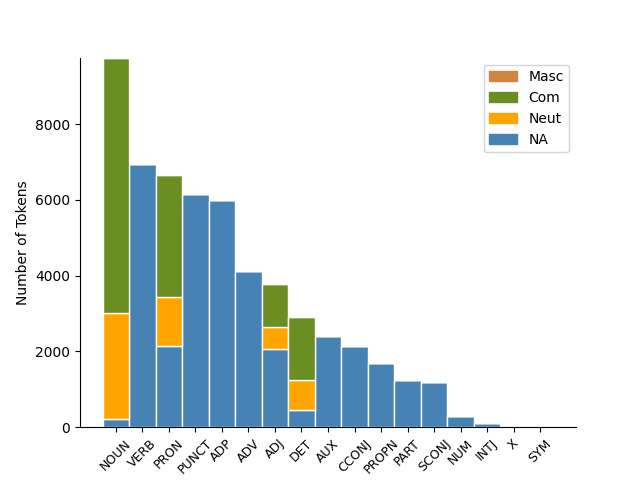 Masc
Com
Neut
NA
Number of Tokens
8000
6000
4000
2000
0
NOUN
VERB
PRON
PUNCT
ADP
ADV
ADJ
DET
AUX
CCONJ
PROPN
PART
SCONJ
NUM
INTJ
X
SYM